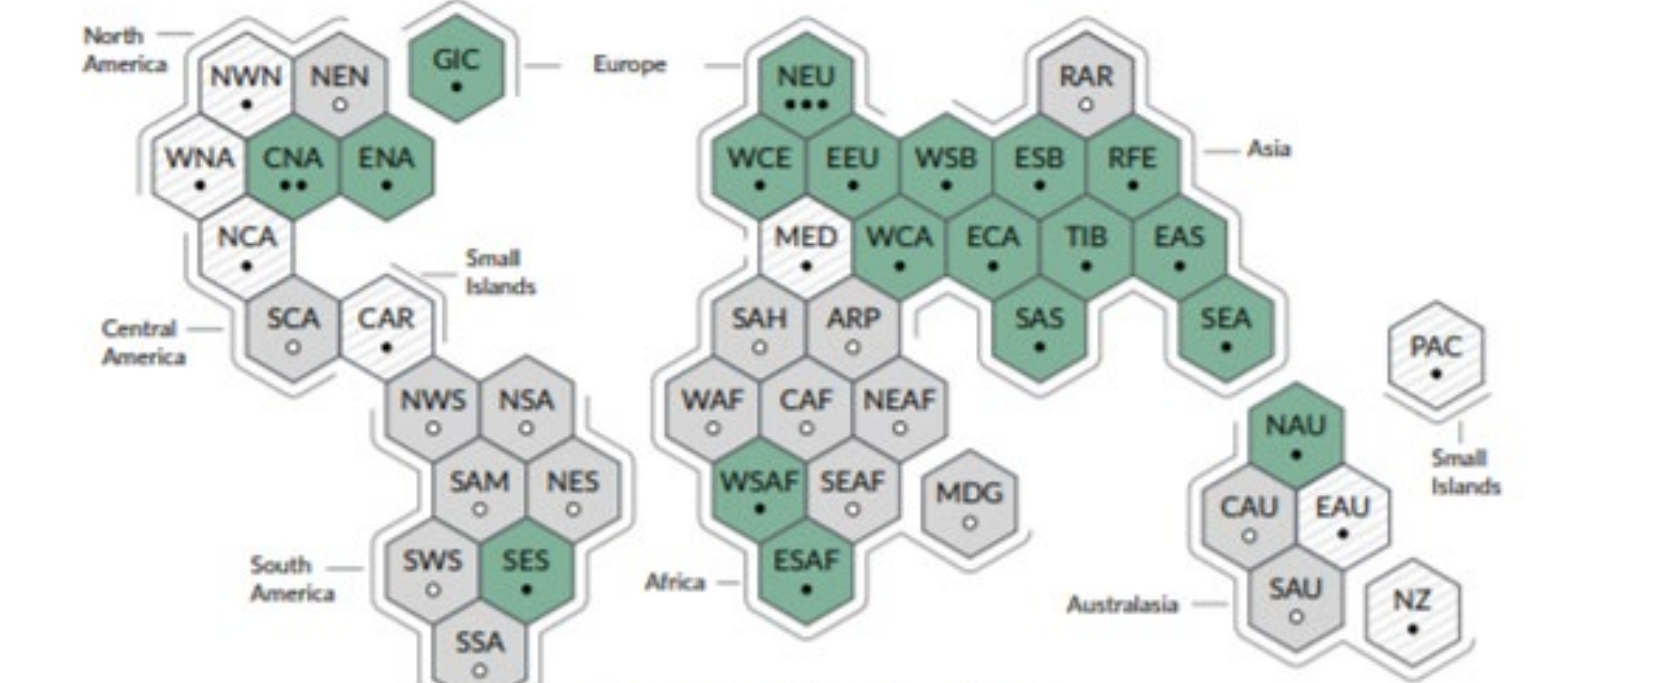 North
America
NWN
NEN
GIC
Europe
NEU
RAR
WNA
CNA
ENA
WCE
EEU
WSB
ESB
RFE
Asia
NCA
Small
Islands
MED
WCA
ECA
TIB
EAS
Central
America
SCA
CAR
SAH
ARP
SAS
SEA
PAC
Small
Islands
NWS
NSA
WAF
CAF
NEAF
NAU
SAM
NES
WSAF
SEAF
MDG
CAU
EAU
South
America
SWS
SES
Africa
ESAF
Australasia
SAU
NZ
SSA